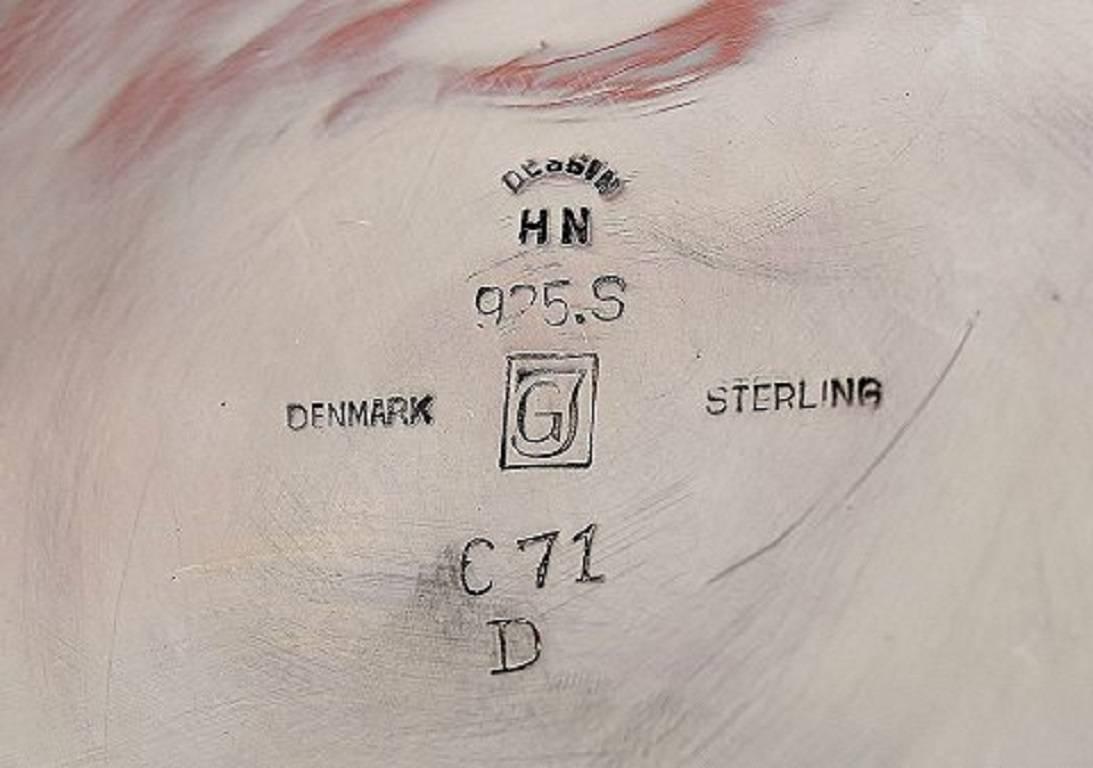 DESSIN
HN
925.S
DENMARK GJ STERLING
C 71
D